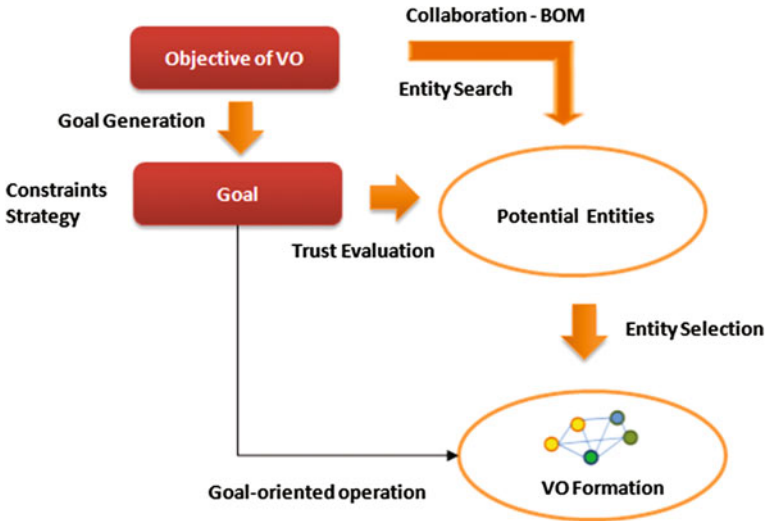 Collaboration - BOM
Objective of VO
Entity Search
Goal Generation
Constraints
Strategy
Goal
Potential Entities
Trust Evaluation
Entity Selection
VO Formation
Goal-oriented operation